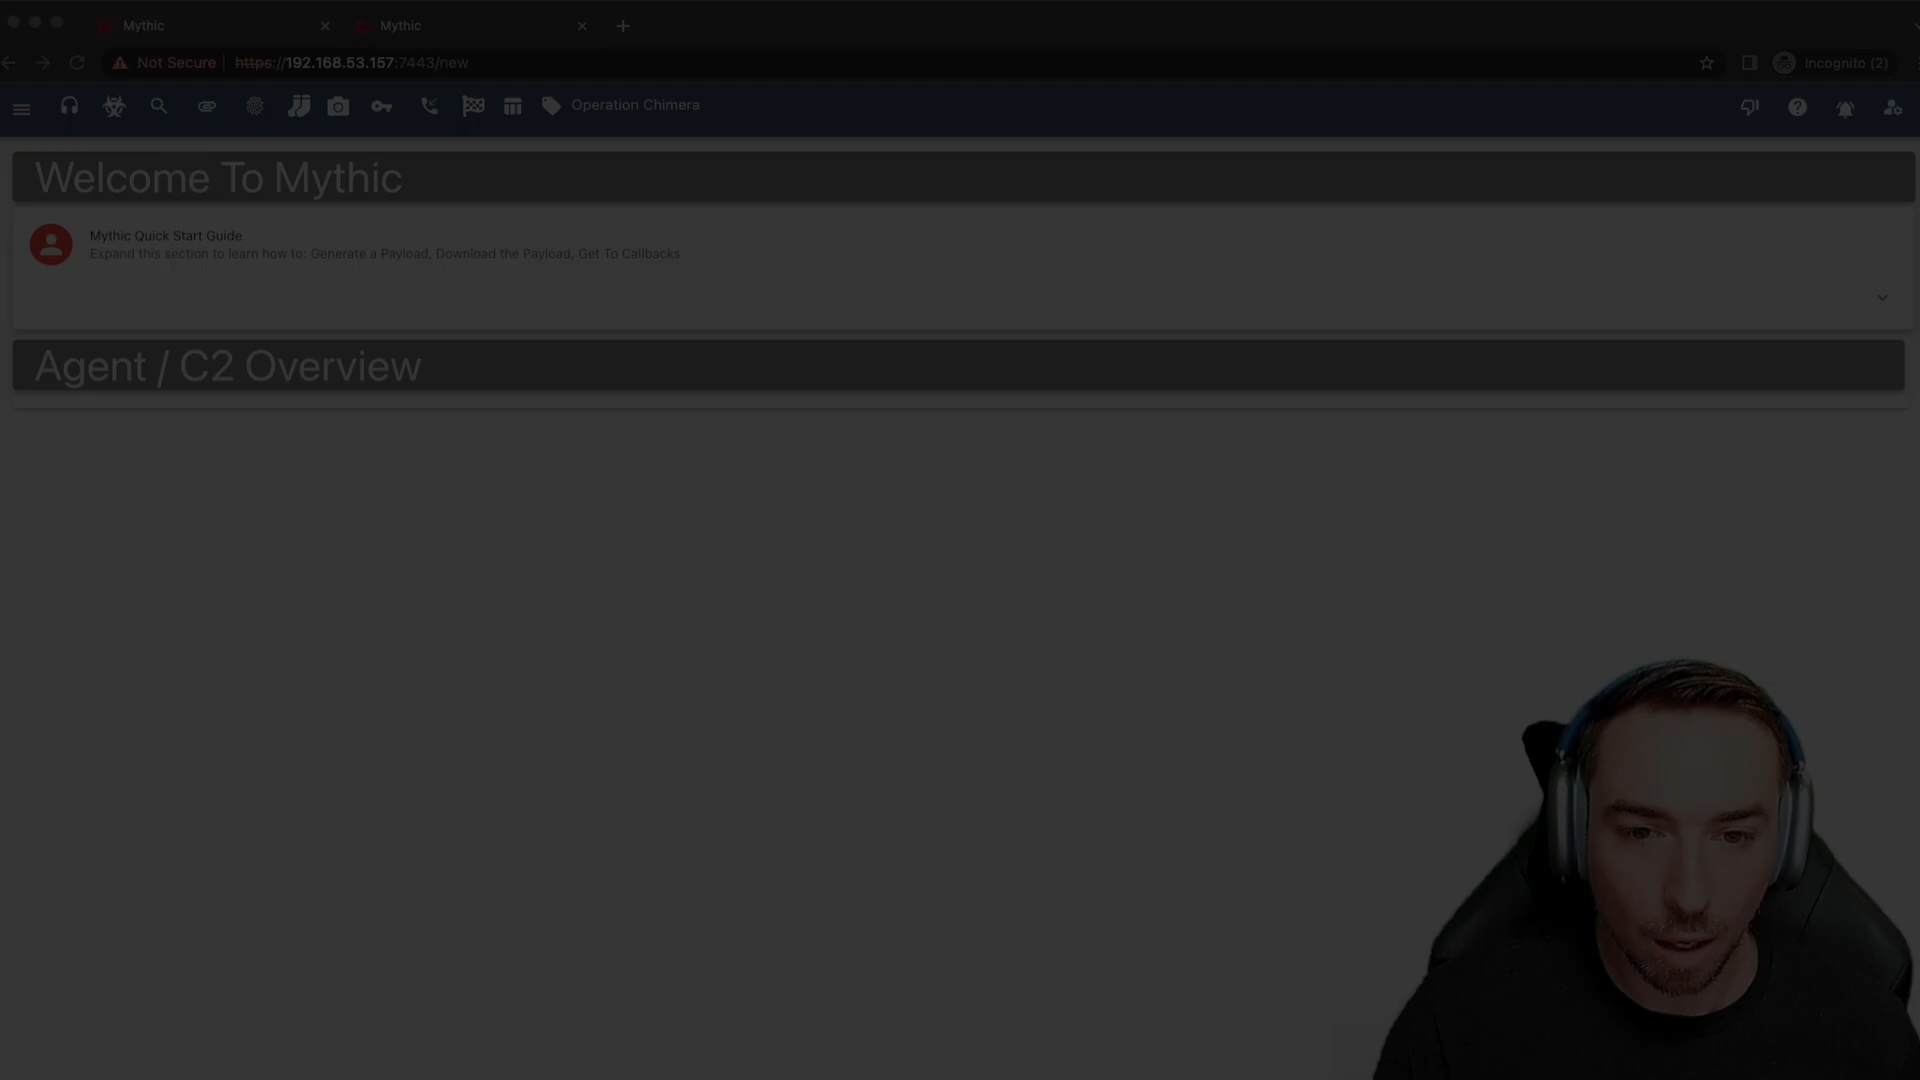 Mythic
Mythic
Not Secure
https://192.168.53.157:7443/new
Incognito (2)
Operation Chimera
Welcome To Mythic
Mythic Quick Start Guide
Expand this section to learn how to: Generate a Payload, Download the Payload, Get To Callbacks
Agent / C2 Overview